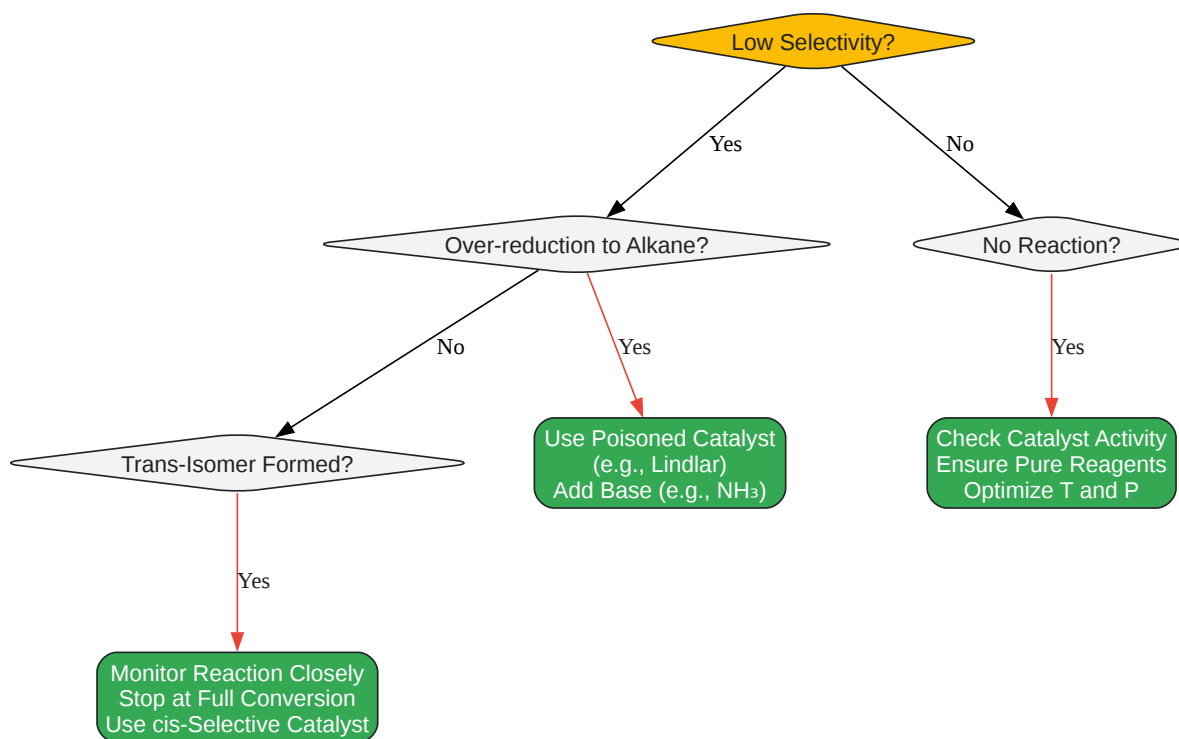 Low Selectivity?
Yes
No
Over-reduction to Alkane?
No Reaction?
No
Yes
Yes
Use Poisoned Catalyst
(e.g., Lindlar)
Add Base (e.g., NH₃)
Check Catalyst Activity
Ensure Pure Reagents
Optimize T and P
Trans-Isomer Formed?
Yes
Monitor Reaction Closely
Stop at Full Conversion
Use cis-Selective Catalyst